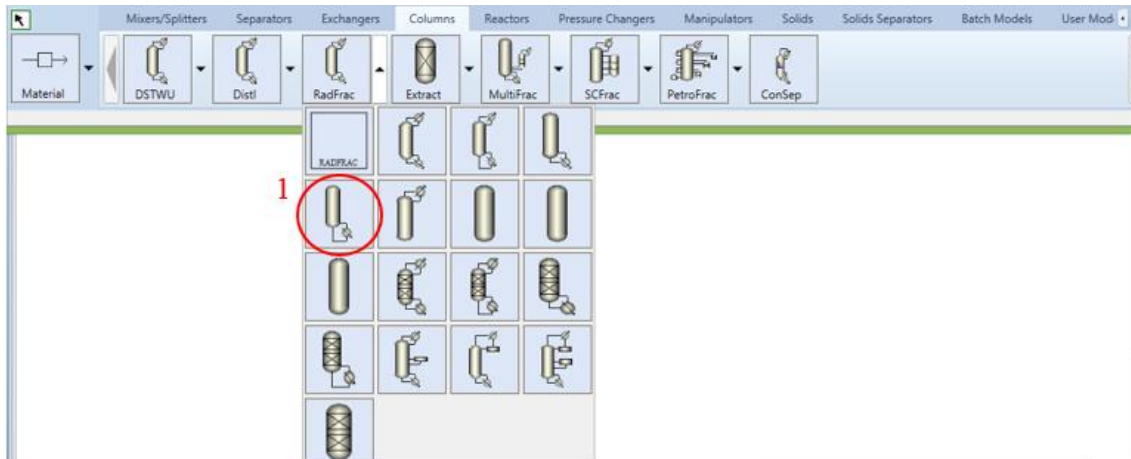 Mixers/Splitters Separators Exchangers Columns Reactors Pressure Changers Manipulators Solids Solids Separators Batch Models User Mod
Material DSTWU Distl RadFrac Extract MultiFrac SCFrac PetroFrac ConSep
RADFRAC
1